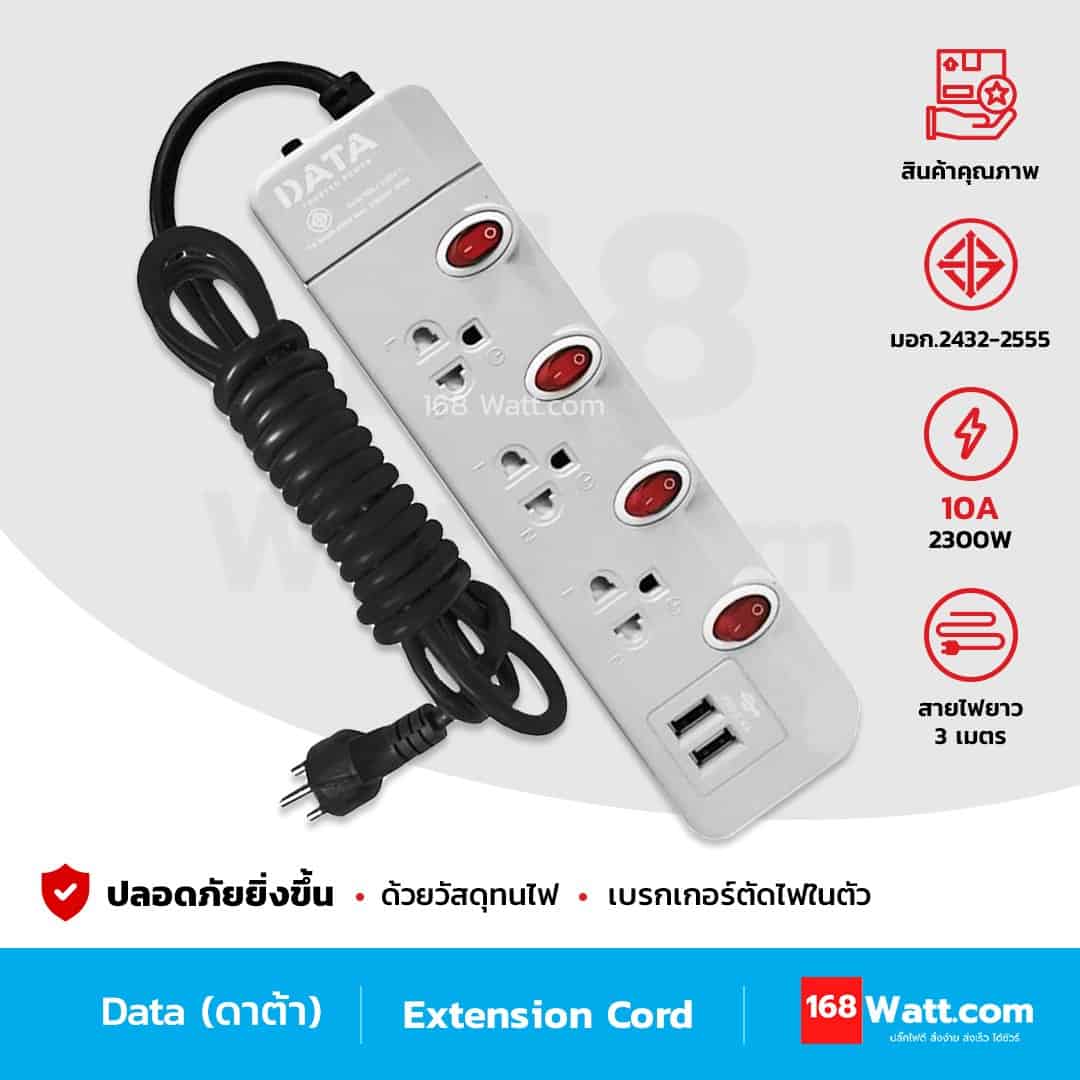 DATA
TRUSTED POWER
สินค้าคุณภาพ
168 Watt.com
มอก.2432-2555
10A
2300W
สายไฟยาว
3 เมตร
ปลอดภัยยิ่งขึ้น • ด้วยวัสดุทนไฟ • เบรกเกอร์ตัดไฟในตัว
Data (ดาต้า)
Extension Cord
168 Watt.com
ปลั๊กไฟดี สั่งง่าย ส่งเร็ว ได้ชัวร์